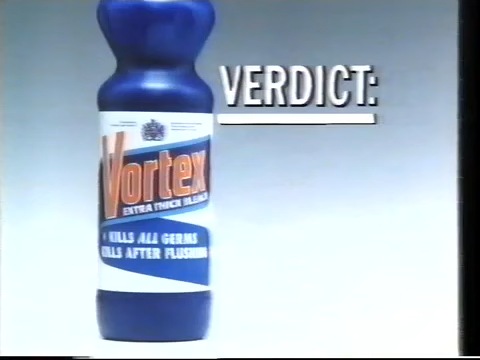 VERDICT:
Vortex
EXTRA THICK BLEACH
KILLS ALL GERMS
KILLS AFTER FLUSHING